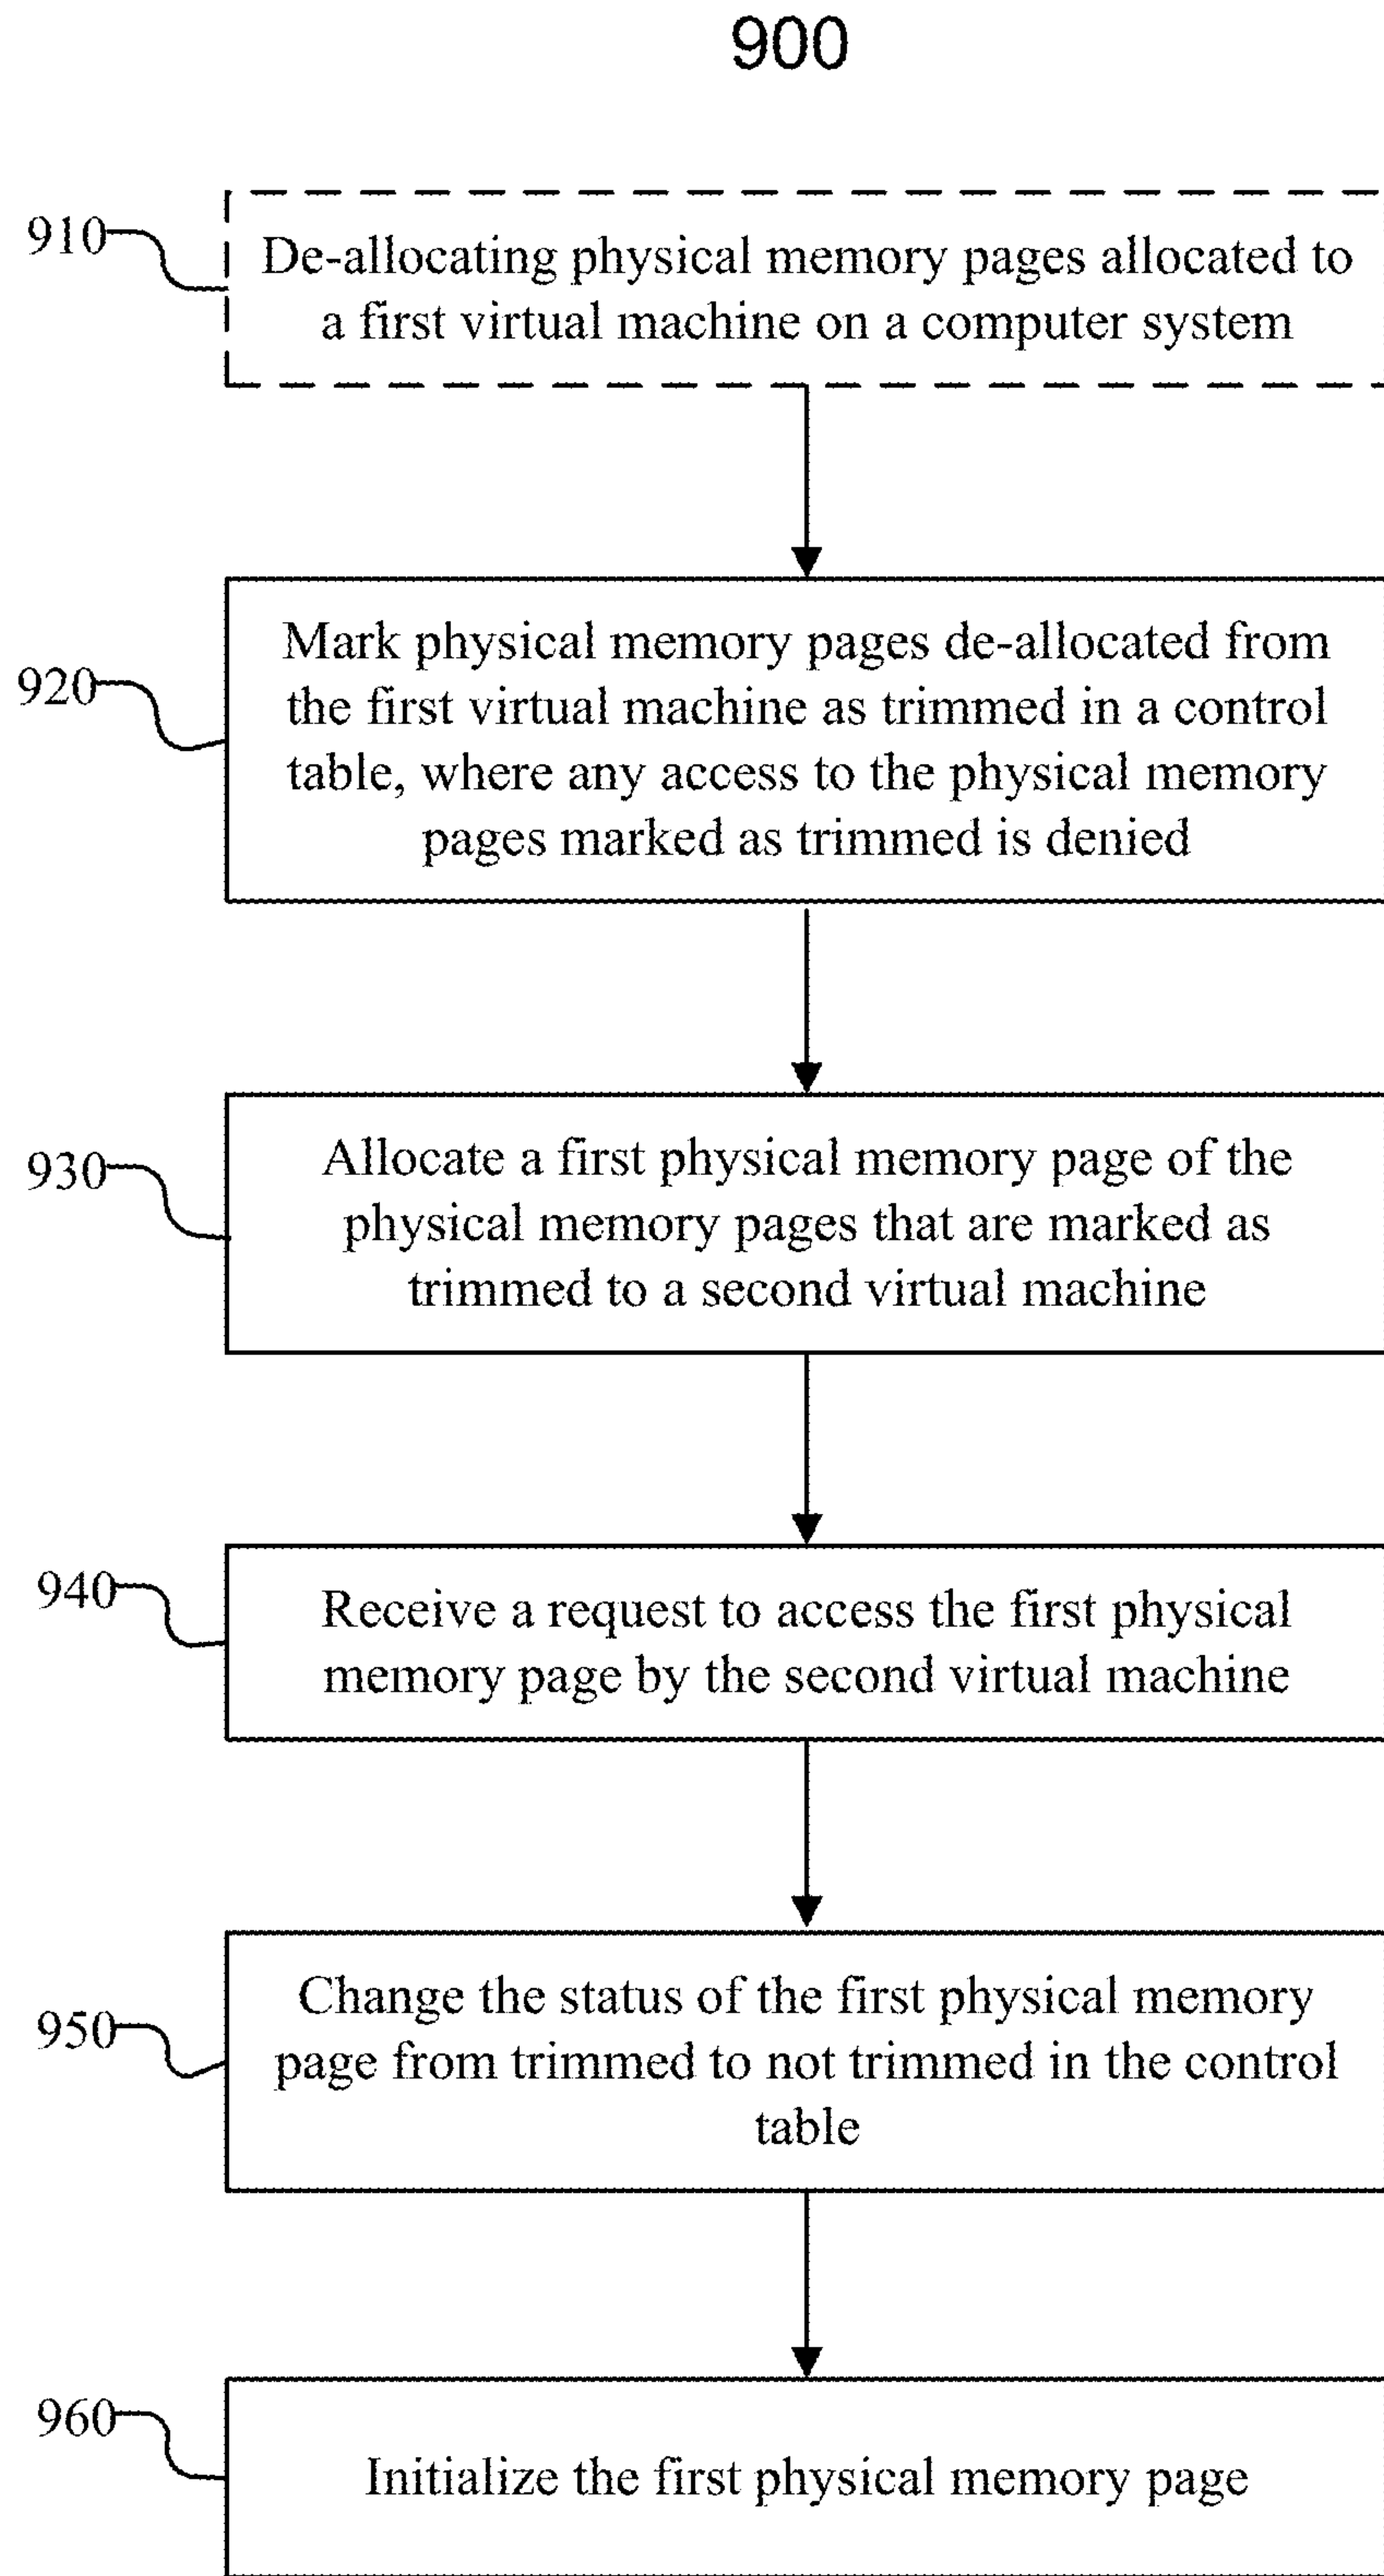 900
910
De-allocating physical memory pages allocated to
a first virtual machine on a computer system
920
Mark physical memory pages de-allocated from
the first virtual machine as trimmed in a control
table, where any access to the physical memory
pages marked as trimmed is denied
930
Allocate a first physical memory page of the
physical memory pages that are marked as
trimmed to a second virtual machine
940
Receive a request to access the first physical
memory page by the second virtual machine
950
Change the status of the first physical memory
page from trimmed to not trimmed in the control
table
960
Initialize the first physical memory page